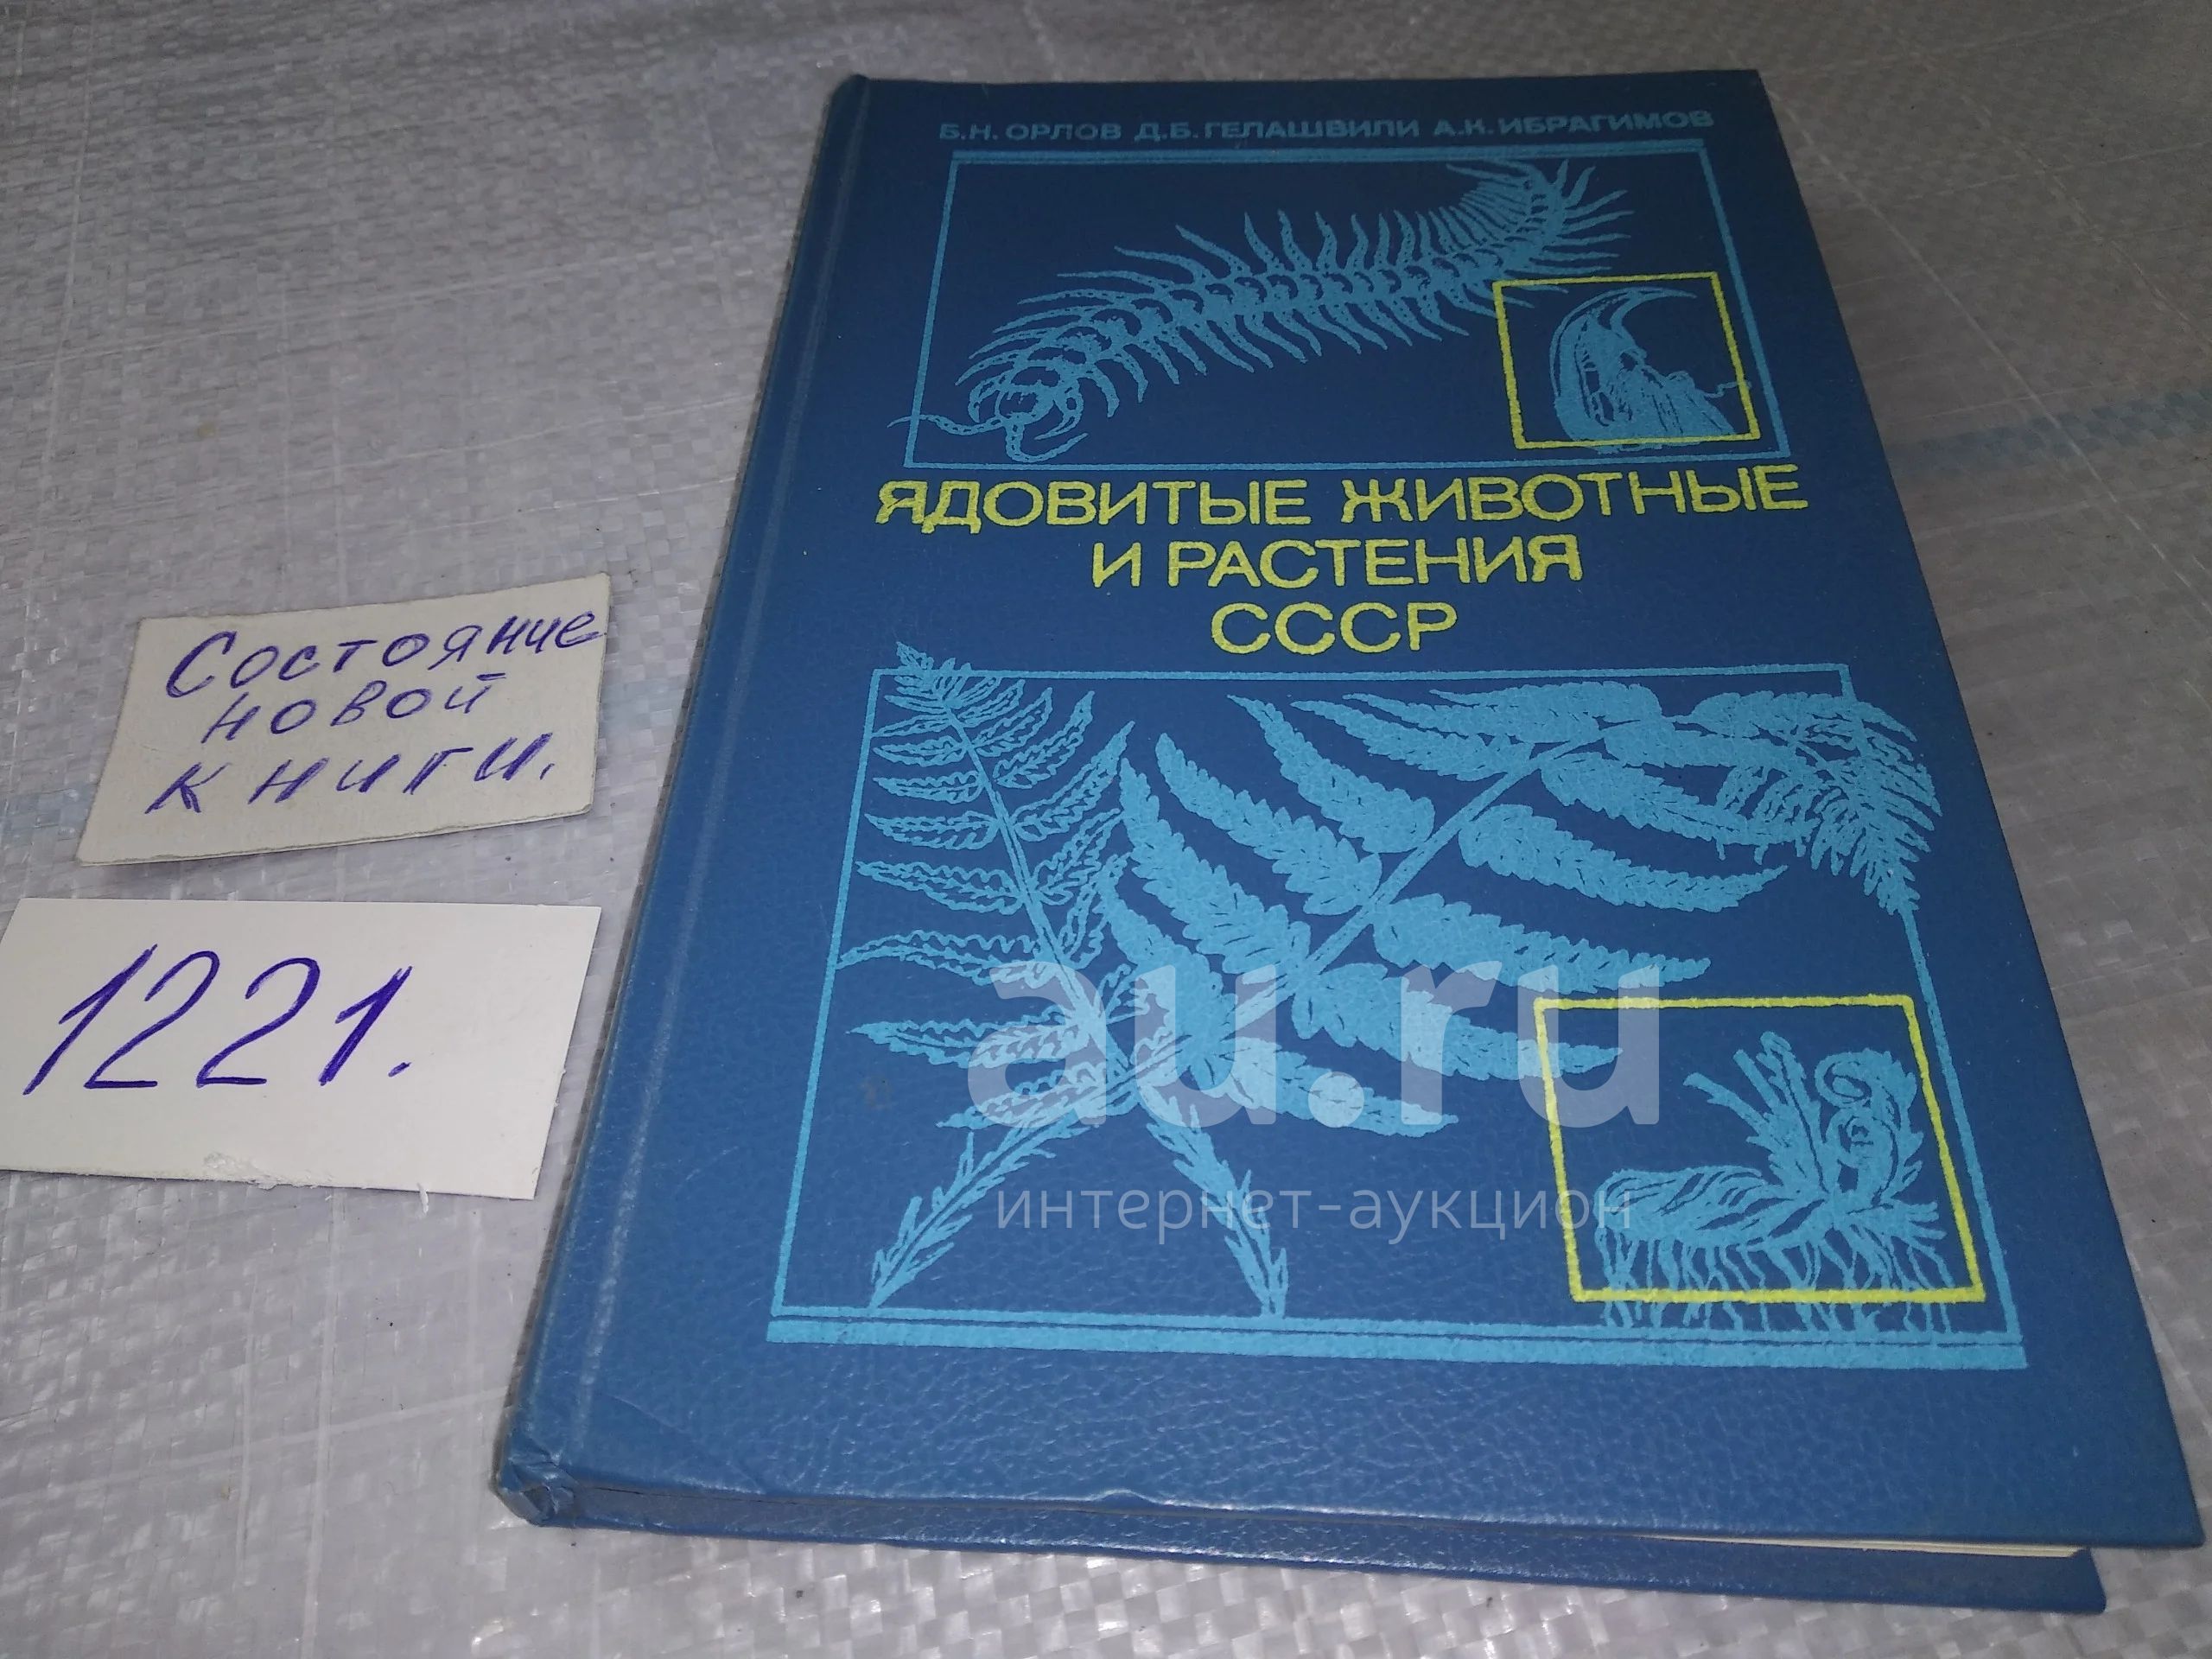 Б.Н. ОРЛОВ Д.Б. ГЕЛАШВИЛИ А.К. ИБРАГИМОВ
ЯДОВИТЫЕ ЖИВОТНЫЕ
И РАСТЕНИЯ
СССР
Состояние
новой
книги.
1221.
au.ru
интернет-аукцион